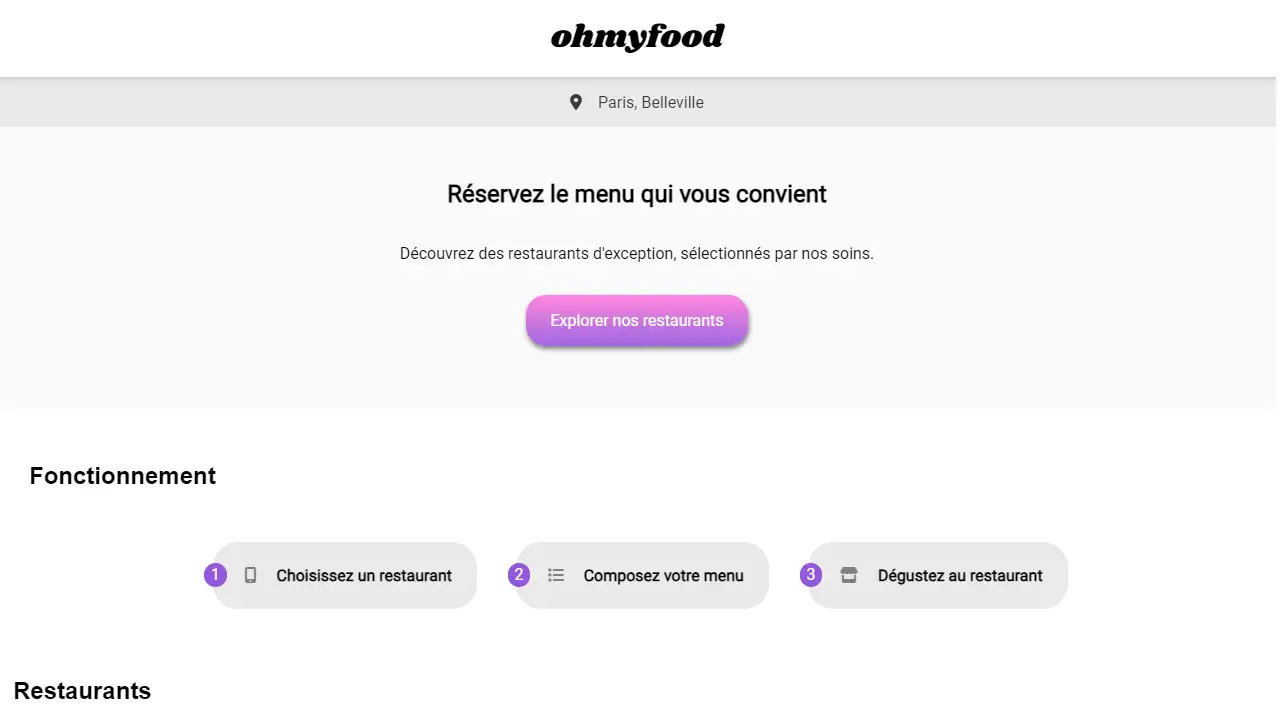 ohmyfood
Paris, Belleville
Réservez le menu qui vous convient
Découvrez des restaurants d'exception, sélectionnés par nos soins.
Explorer nos restaurants
Fonctionnement
1 Choisissez un restaurant
2 Composez votre menu
3 Dégustez au restaurant
Restaurants